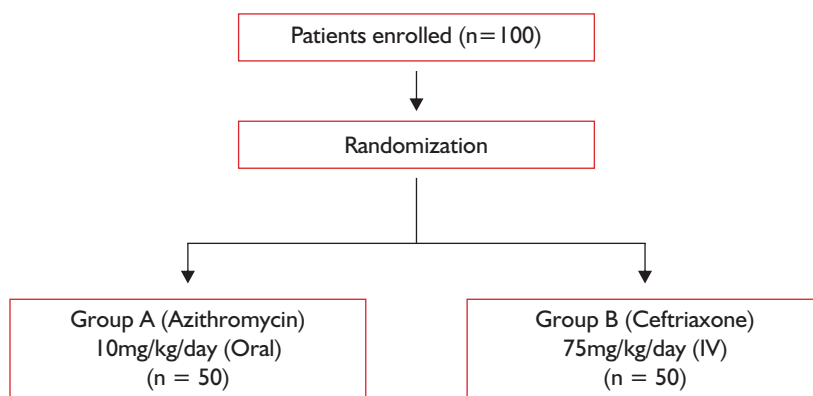 Patients enrolled (n=100)
Randomization
Group A (Azithromycin)
10mg/kg/day (Oral)
(n = 50)
Group B (Ceftriaxone)
75mg/kg/day (IV)
(n = 50)